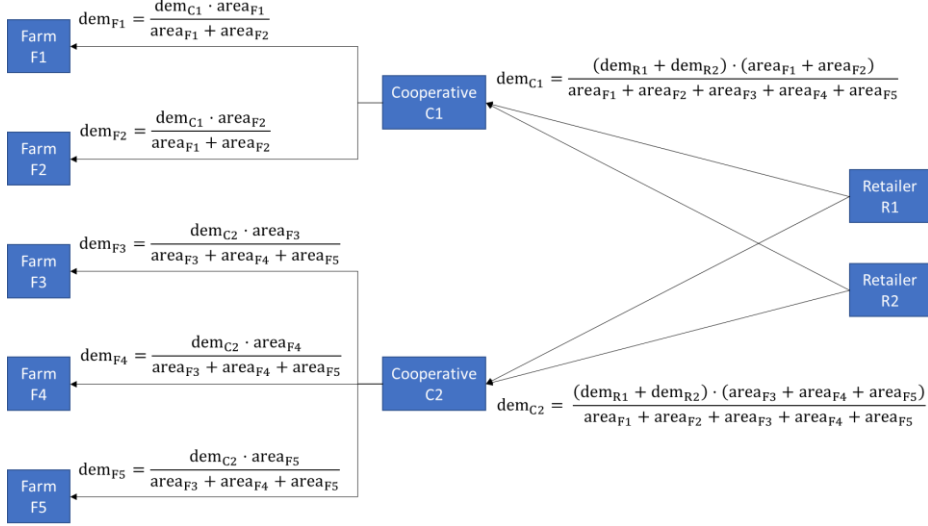 Farm
F1
dem_F1 = (dem_C1 · area_F1) / (area_F1 + area_F2)
Cooperative
C1
dem_C1 = ((dem_R1 + dem_R2) · (area_F1 + area_F2)) / (area_F1 + area_F2 + area_F3 + area_F4 + area_F5)
Farm
F2
dem_F2 = (dem_C1 · area_F2) / (area_F1 + area_F2)
Retailer
R1
Farm
F3
dem_F3 = (dem_C2 · area_F3) / (area_F3 + area_F4 + area_F5)
Retailer
R2
Farm
F4
dem_F4 = (dem_C2 · area_F4) / (area_F3 + area_F4 + area_F5)
Cooperative
C2
dem_C2 = ((dem_R1 + dem_R2) · (area_F3 + area_F4 + area_F5)) / (area_F1 + area_F2 + area_F3 + area_F4 + area_F5)
Farm
F5
dem_F5 = (dem_C2 · area_F5) / (area_F3 + area_F4 + area_F5)